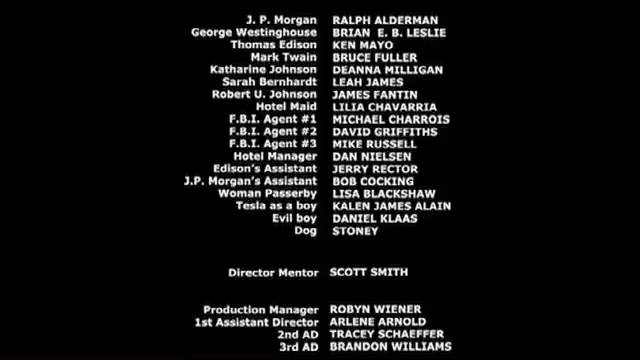 J. P. Morgan RALPH ALDERMAN
George Westinghouse BRIAN E. B. LESLIE
Thomas Edison KEN MAYO
Mark Twain BRUCE FULLER
Katharine Johnson DEANNA MILLIGAN
Sarah Bernhardt LEAH JAMES
Robert U. Johnson JAMES FANTIN
Hotel Maid LILIA CHAVARRIA
F.B.I. Agent #1 MICHAEL CHARROIS
F.B.I. Agent #2 DAVID GRIFFITHS
F.B.I. Agent #3 MIKE RUSSELL
Hotel Manager DAN NIELSEN
Edison's Assistant JERRY RECTOR
J.P. Morgan's Assistant BOB COCKING
Woman Passerby LISA BLACKSHAW
Tesla as a boy KALEN JAMES ALAIN
Evil boy DANIEL KLAAS
Dog STONEY
Director Mentor SCOTT SMITH
Production Manager ROBYN WIENER
1st Assistant Director ARLENE ARNOLD
2nd AD TRACEY SCHAEFFER
3rd AD BRANDON WILLIAMS